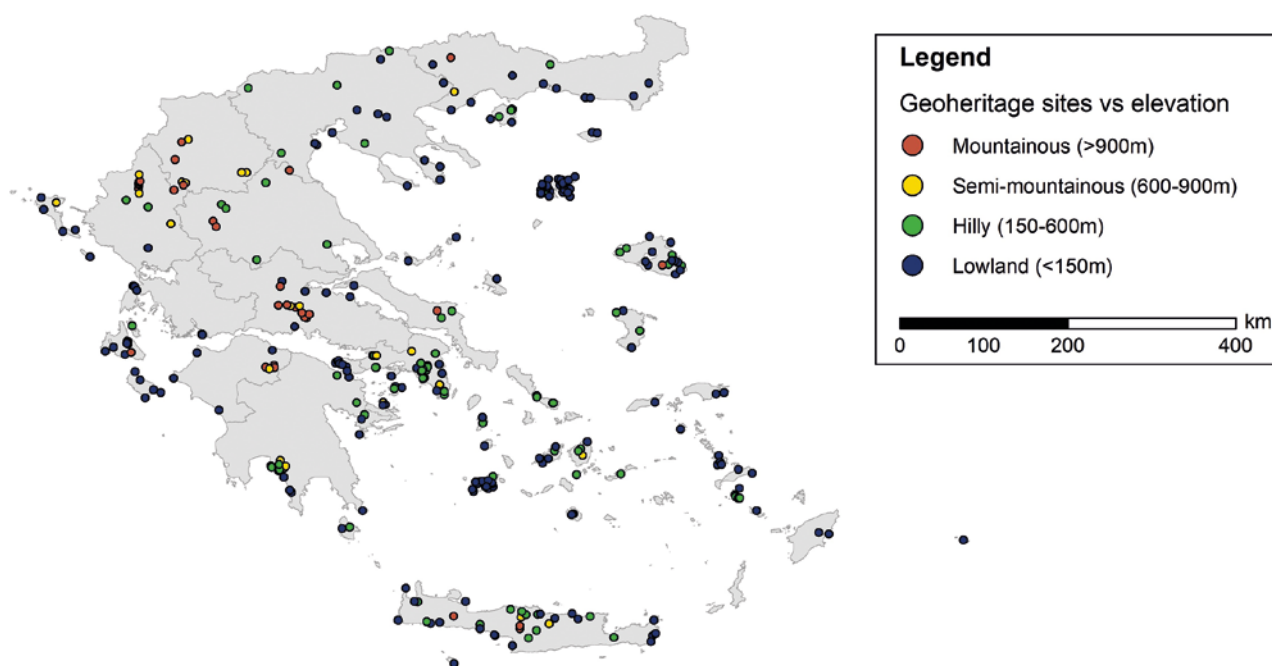 Legend
Geoheritage sites vs elevation
Mountainous (>900m)
Semi-mountainous (600-900m)
Hilly (150-600m)
Lowland (<150m)
km
0 100 200 400